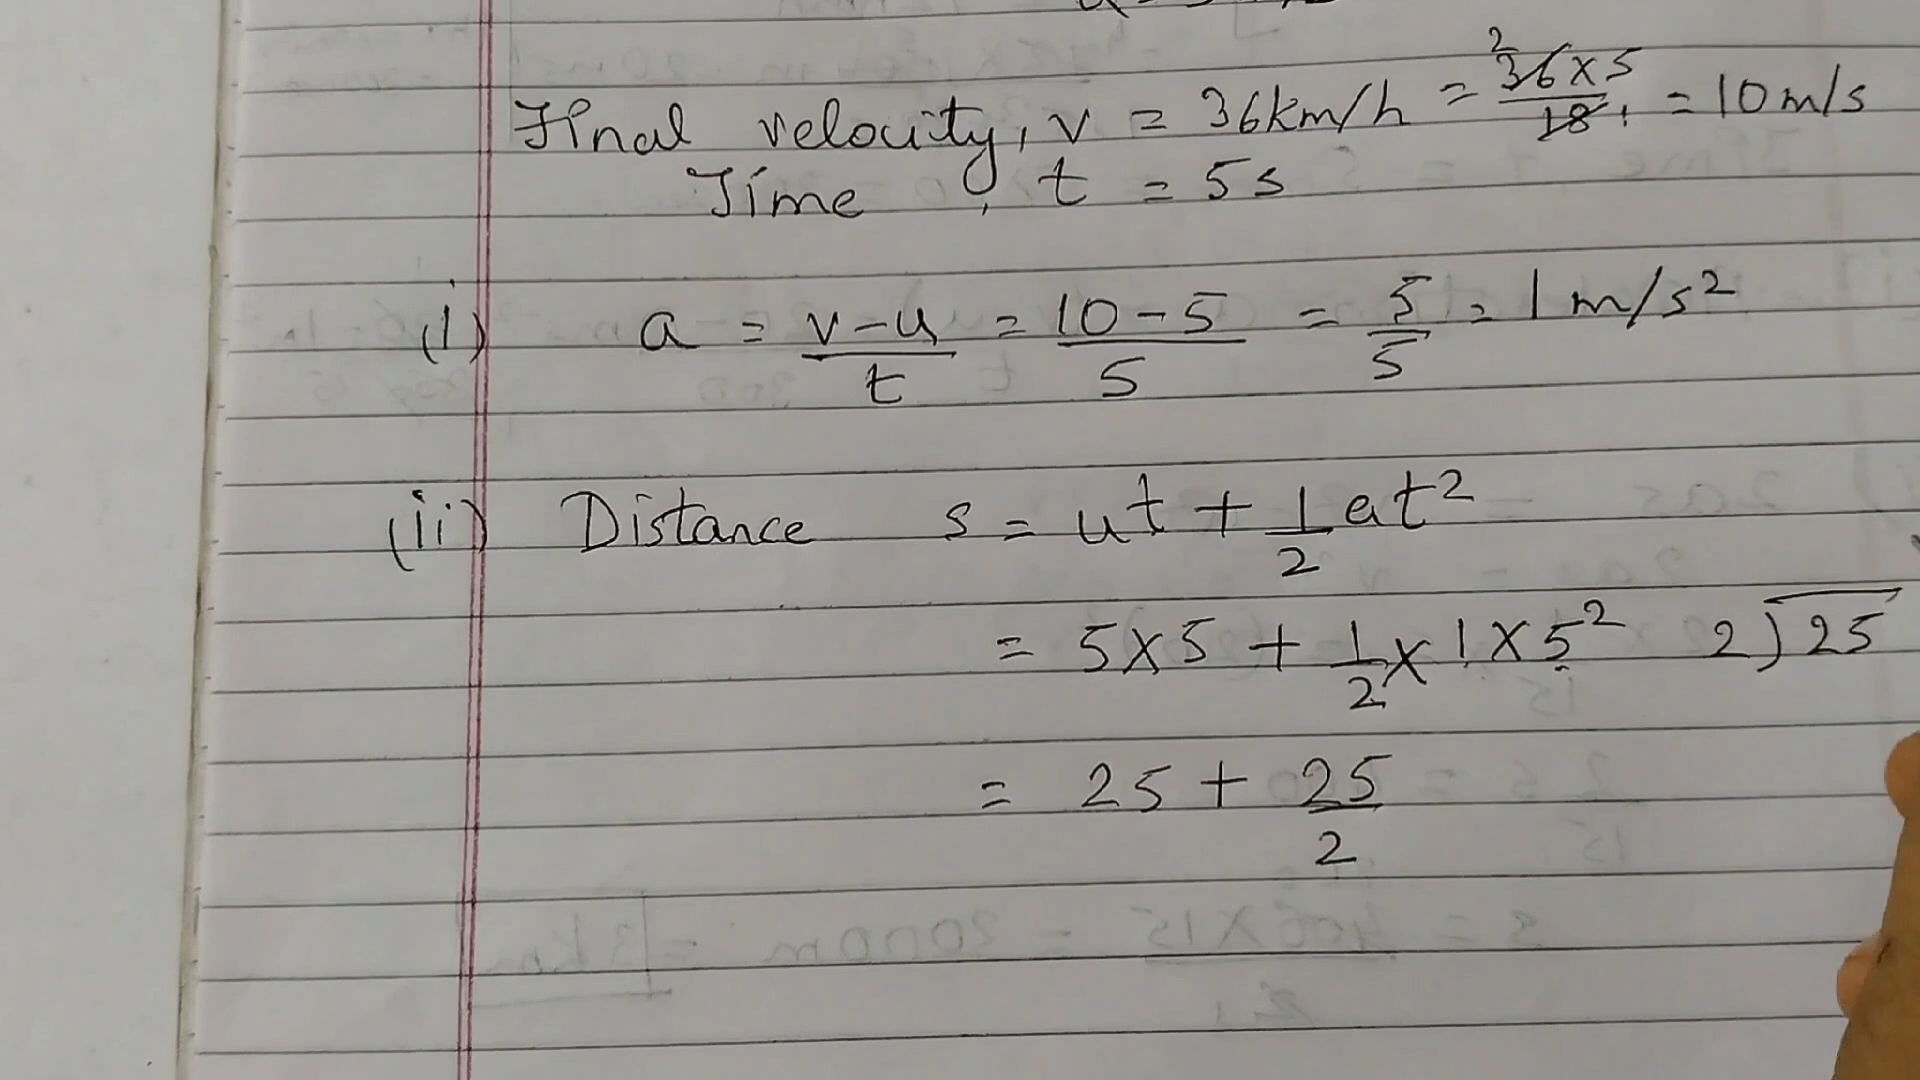 Final velocity, v = 36km/h = 36×5/18 = 10 m/s
Time , t = 5s
(i) a = v-u/t = 10-5/5 = 5/5 = 1 m/s²
(ii) Distance s = ut + 1/2 at²
= 5×5 + 1/2 × 1 × 5² 2)25
= 25 + 25/2